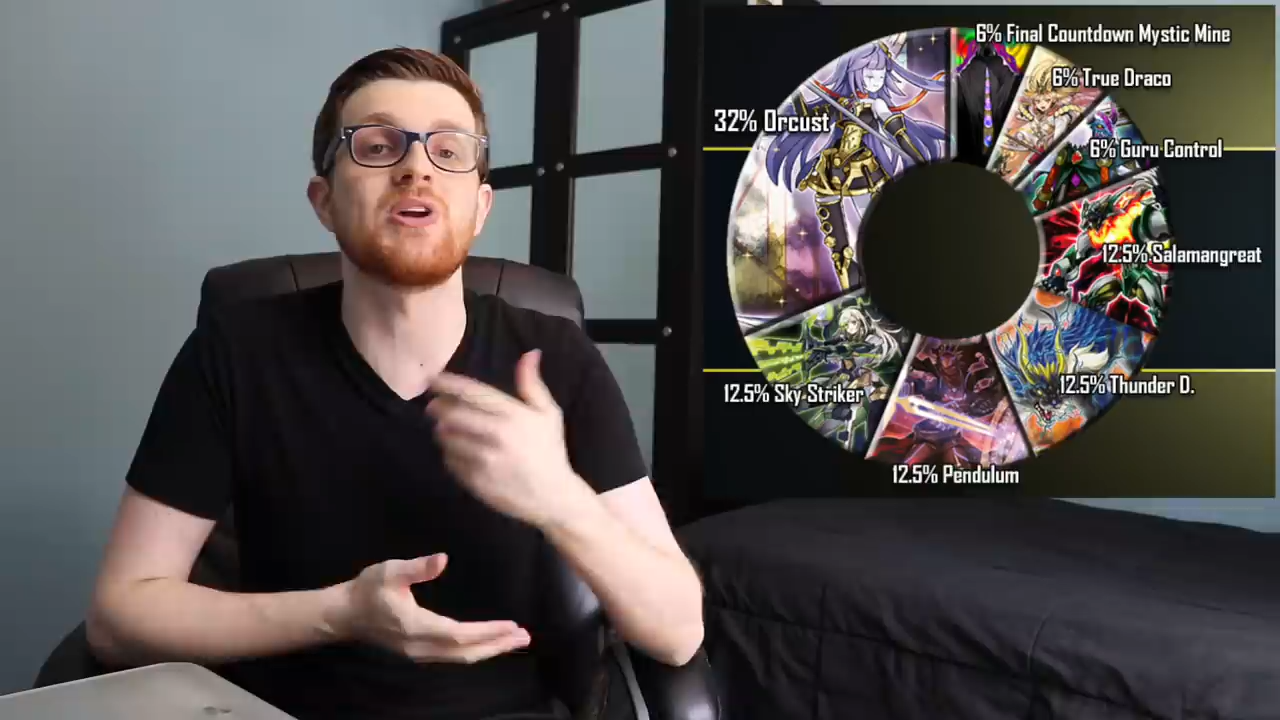 6% Final Countdown Mystic Mine
6% True Draco
32% Orcust
6% Guru Control
12.5% Salamangreat
12.5% Thunder D.
12.5% Sky Striker
12.5% Pendulum